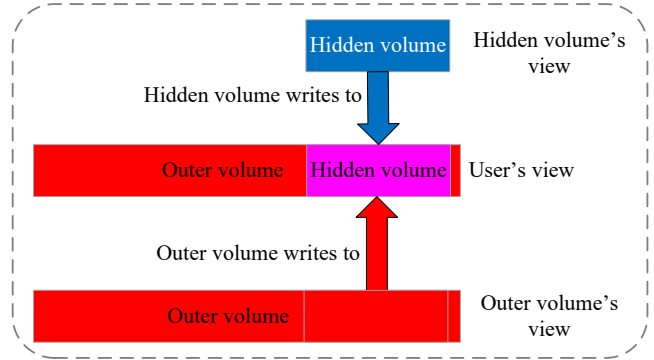 Hidden volume
Hidden volume's
view
Hidden volume writes to
Outer volume
Hidden volume
User's view
Outer volume writes to
Outer volume
Outer volume's
view